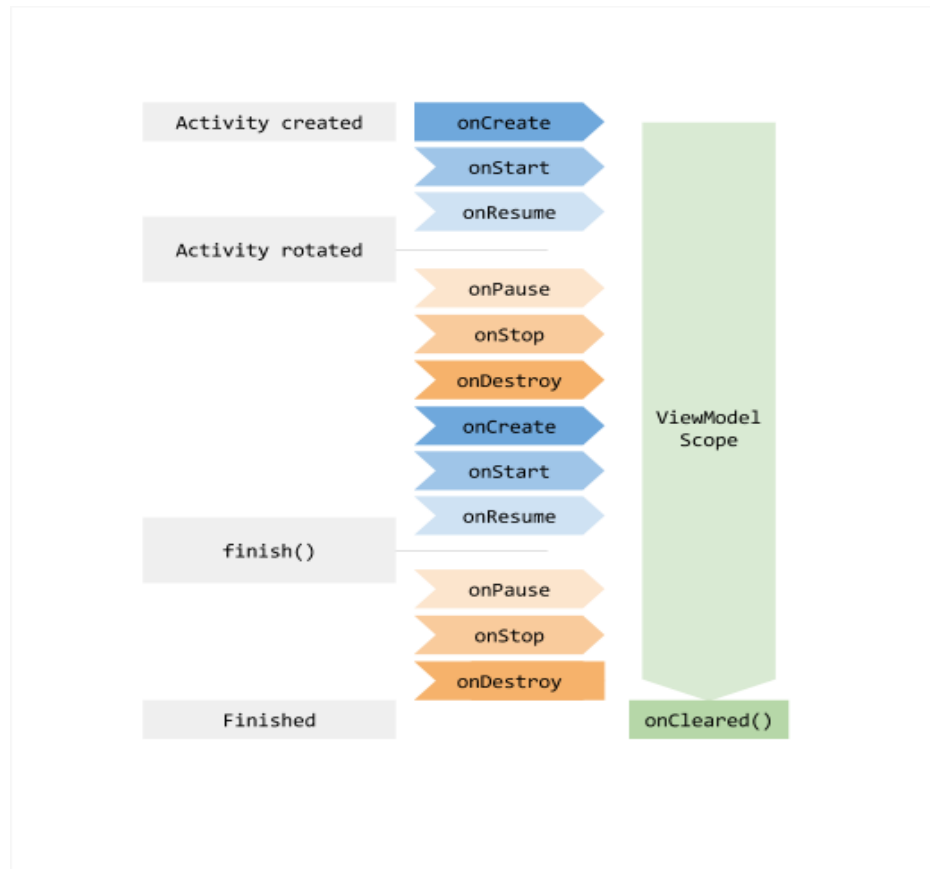 Activity created
onCreate
onStart
onResume
Activity rotated
onPause
onStop
onDestroy
onCreate
ViewModel
Scope
onStart
onResume
finish()
onPause
onStop
onDestroy
Finished
onCleared()